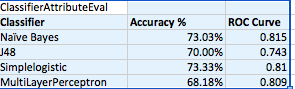 ClassifierAttributeEval
Classifier Accuracy % ROC Curve
Naïve Bayes 73.03% 0.815
J48 70.00% 0.743
Simplelogistic 73.33% 0.81
MultiLayerPerceptron 68.18% 0.809